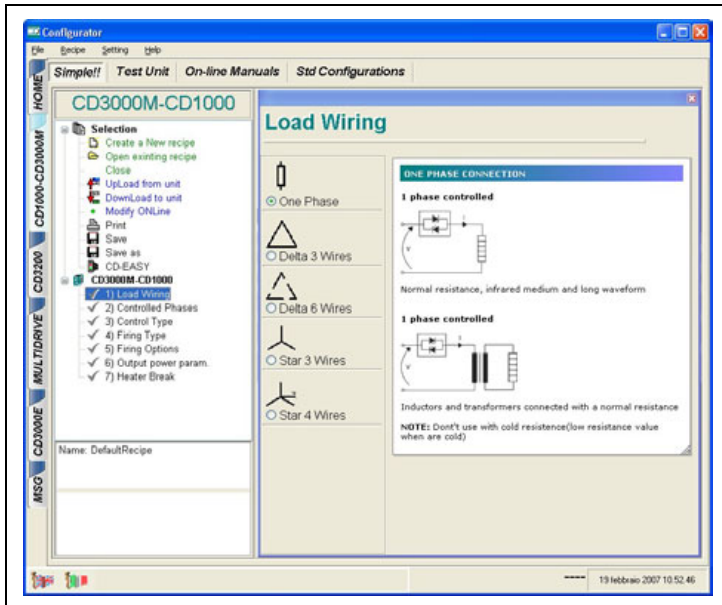 Configurator
File Recipe Setting Help
Simple!! Test Unit On-line Manuals Std Configurations
HOME
CD1000-CD3000M
CD3200
MULTIDRIVE
CD3000E
MSG
CD3000M-CD1000
Selection
Create a New recipe
Open exinting recipe
Close
UpLoad from unit
DownLoad to unit
Modify ONLine
Print
Save
Save as
CD-EASY
CD3000M-CD1000
1) Load Wiring
2) Controlled Phases
3) Control Type
4) Firing Type
5) Firing Options
6) Output power param.
7) Heater Break
Name: DefaultRecipe
Load Wiring
One Phase
Delta 3 Wires
Delta 6 Wires
Star 3 Wires
Star 4 Wires
ONE PHASE CONNECTION
1 phase controlled
V
Normal resistance, infrared medium and long waveform
1 phase controlled
V
Inductors and transformers connected with a normal resistance
NOTE: Dont't use with cold resistence(low resistance value
when are cold)
---- 19 febbraio 2007 10.52.46